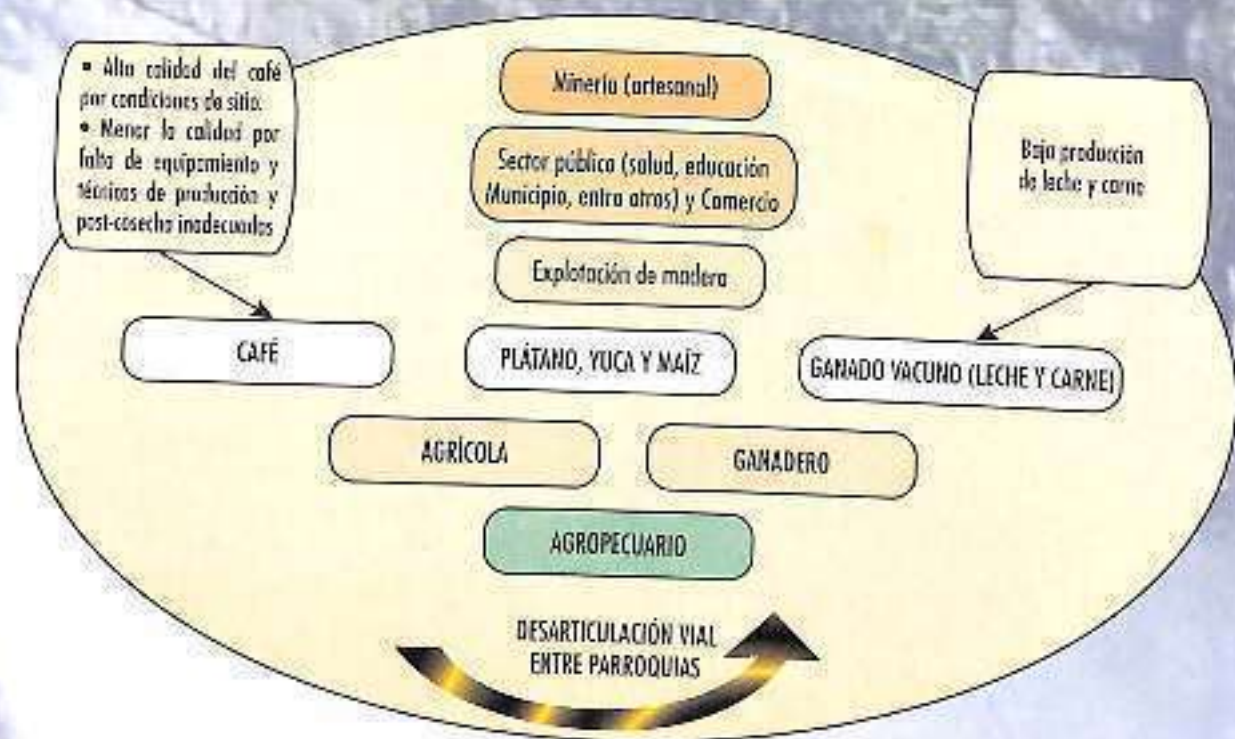 • Alta calidad del café
por condiciones de sitio.
• Menor la calidad por
falta de equipamiento y
técnicas de producción y
post-cosecha inadecuadas
Minería (artesanal)
Sector público (salud, educación
Municipio, entre otros) y Comercio
Explotación de madera
Baja producción
de leche y carne
CAFÉ
PLÁTANO, YUCA Y MAÍZ
GANADO VACUNO (LECHE Y CARNE)
AGRÍCOLA
GANADERO
AGROPECUARIO
DESARTICULACIÓN VIAL
ENTRE PARROQUIAS